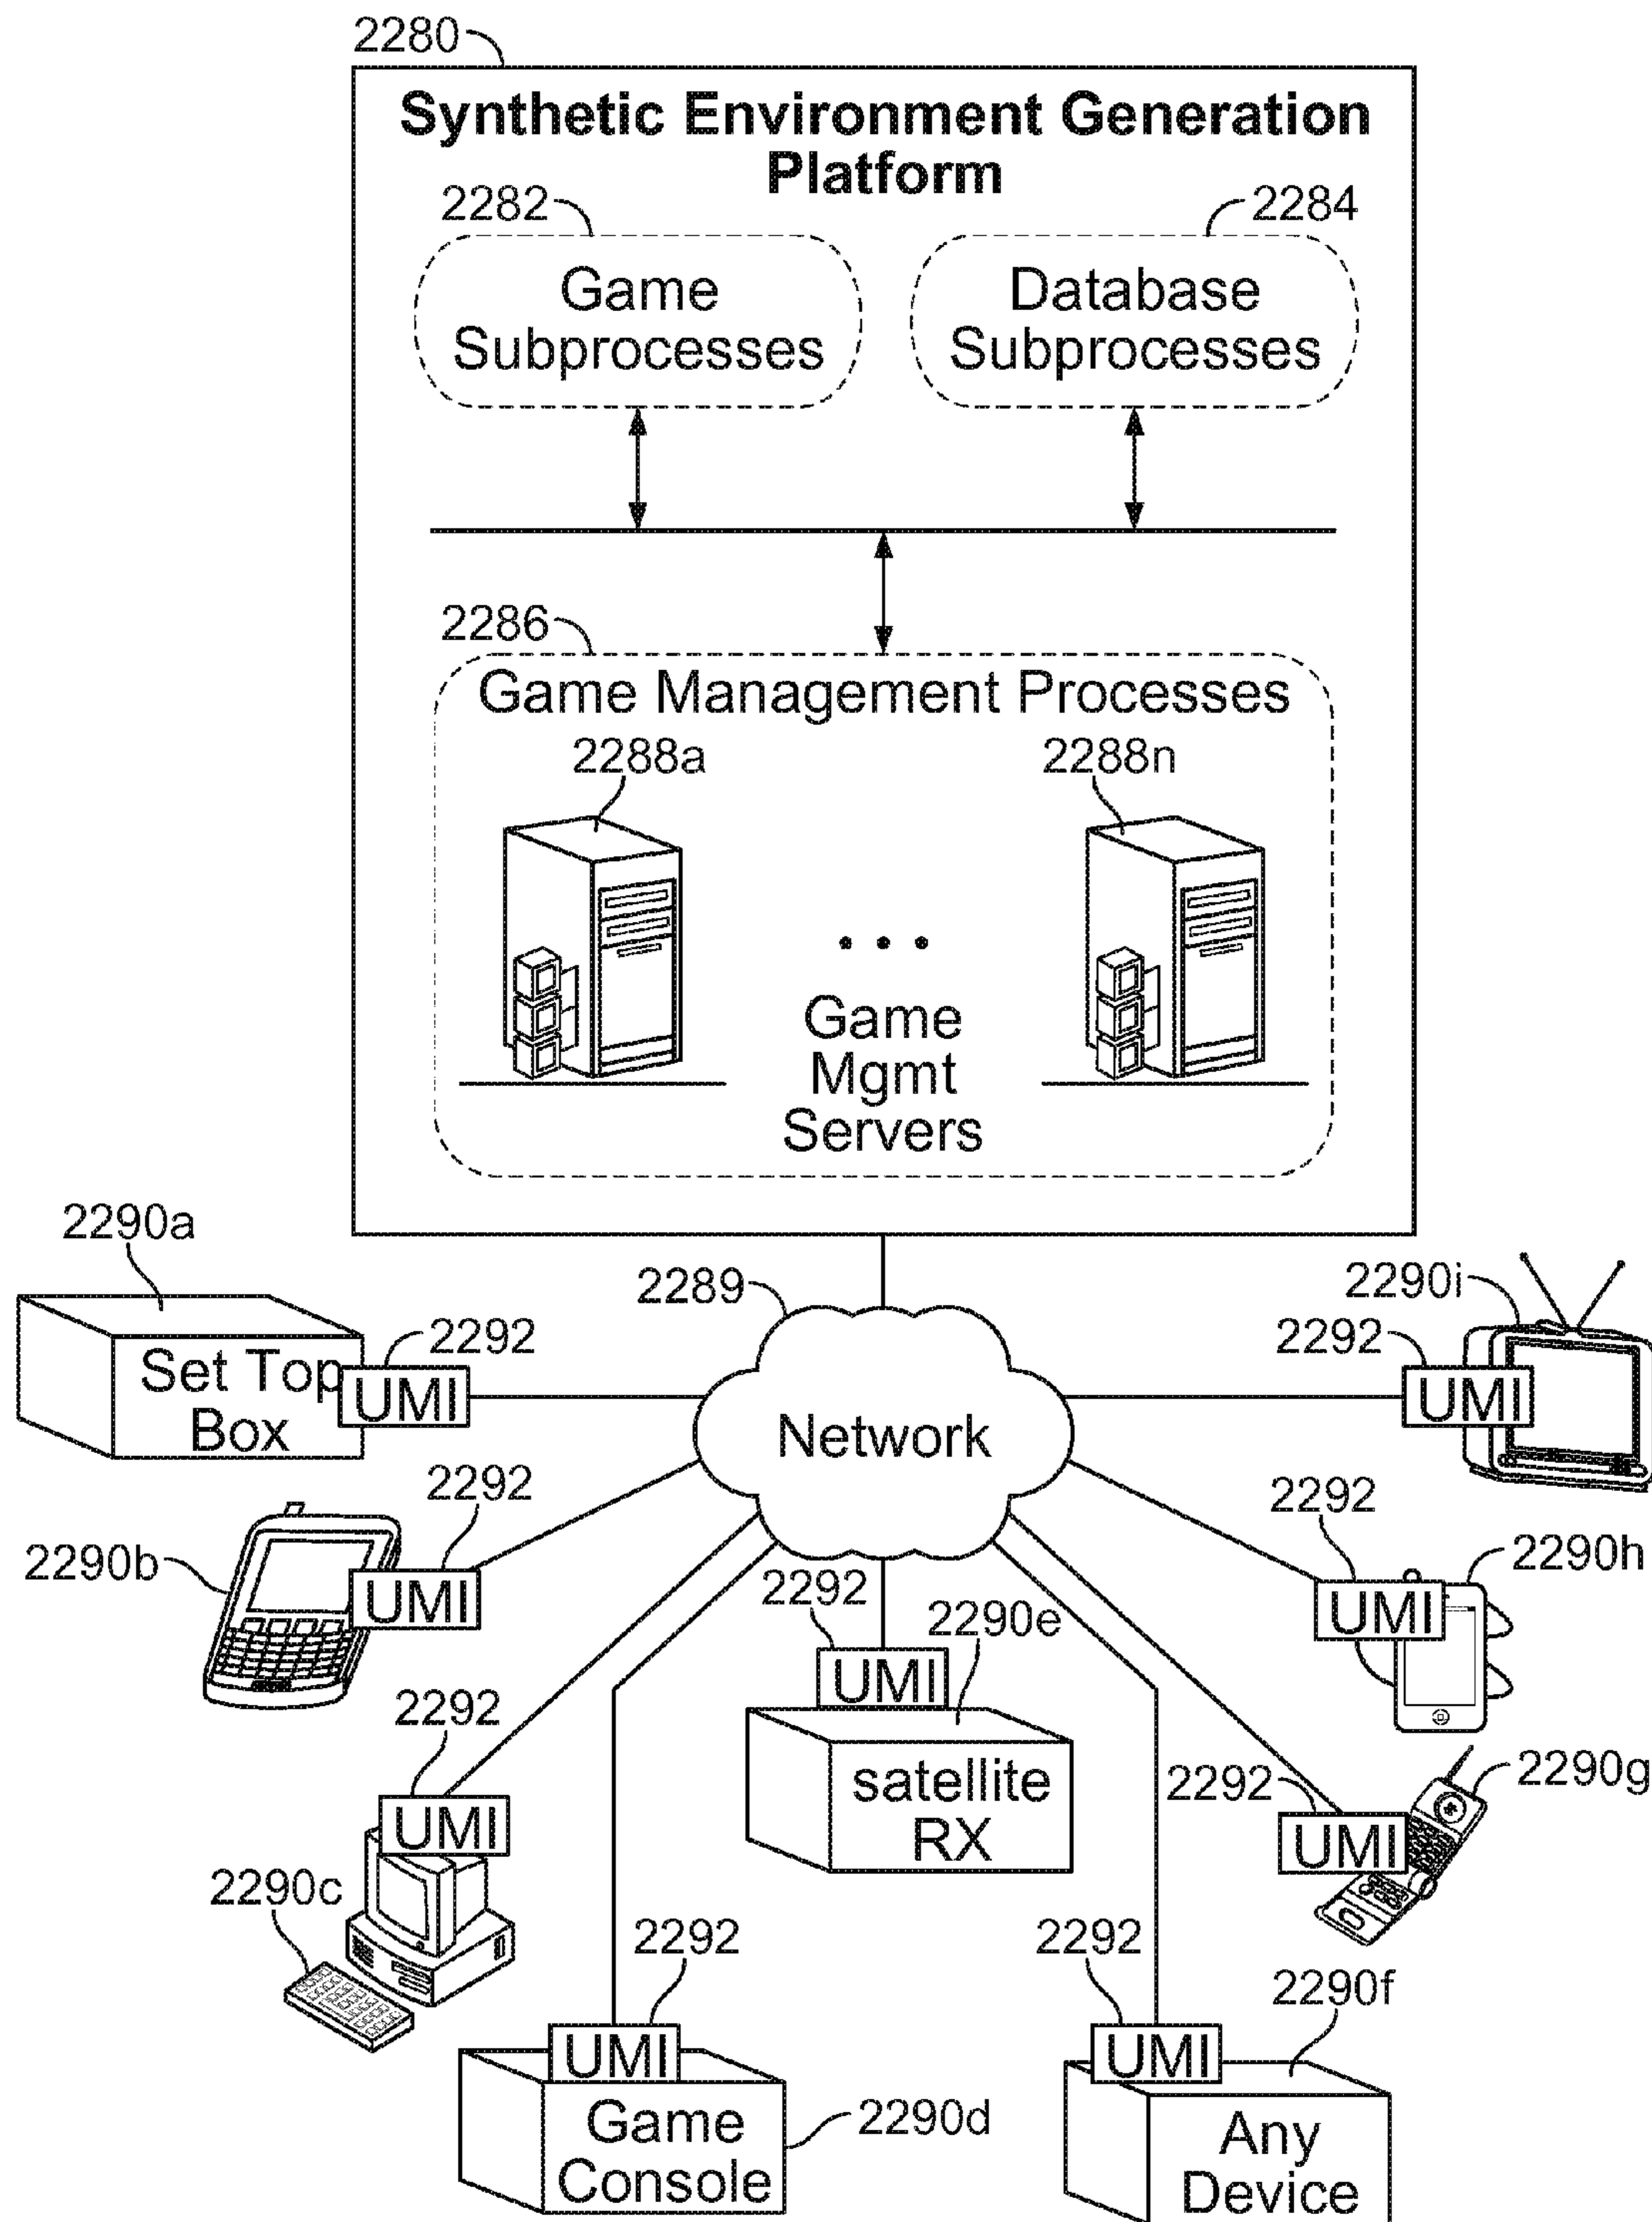 2280
Synthetic Environment Generation
Platform
2282
2284
Game
Subprocesses
Database
Subprocesses
2286
Game Management Processes
2288a
2288n
...
Game
Mgmt
Servers
2290a
2289
2290i
2292
2292
Set Top
Box
UMI
UMI
Network
2292
2292
2290b
2290h
UMI
UMI
2292
2290e
UMI
2292
satellite
RX
2292
2290g
UMI
UMI
2290c
2292
2292
2290f
UMI
UMI
Game
Console
2290d
Any
Device